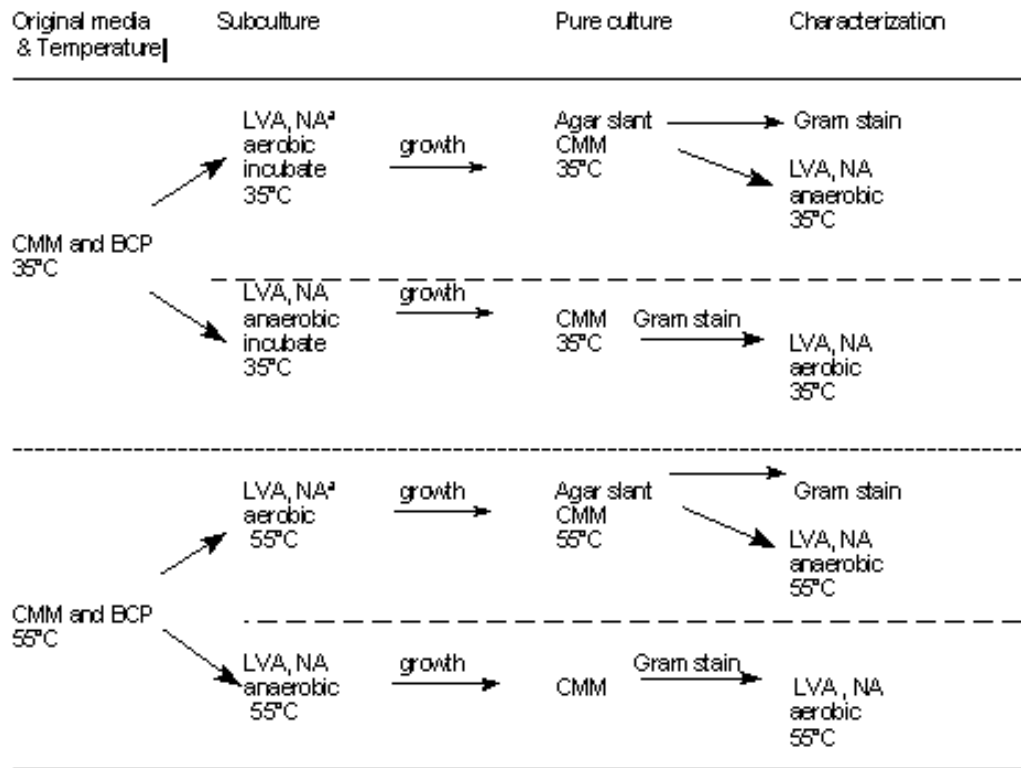 Original media
& Temperature
Subculture
Pure culture
Characterization
LVA, NAª
aerobic
incubate
35°C
growth
Agar slant
CMM
35°C
Gram stain
LVA, NA
anaerobic
35°C
CMM and BCP
35°C
LVA, NA
anaerobic
incubate
35°C
growth
CMM
35°C
Gram stain
LVA, NA
aerobic
35°C
LVA, NAª
aerobic
55°C
growth
Agar slant
CMM
55°C
Gram stain
LVA, NA
anaerobic
55°C
CMM and BCP
55°C
LVA, NA
anaerobic
55°C
growth
CMM
Gram stain
LVA , NA
aerobic
55°C